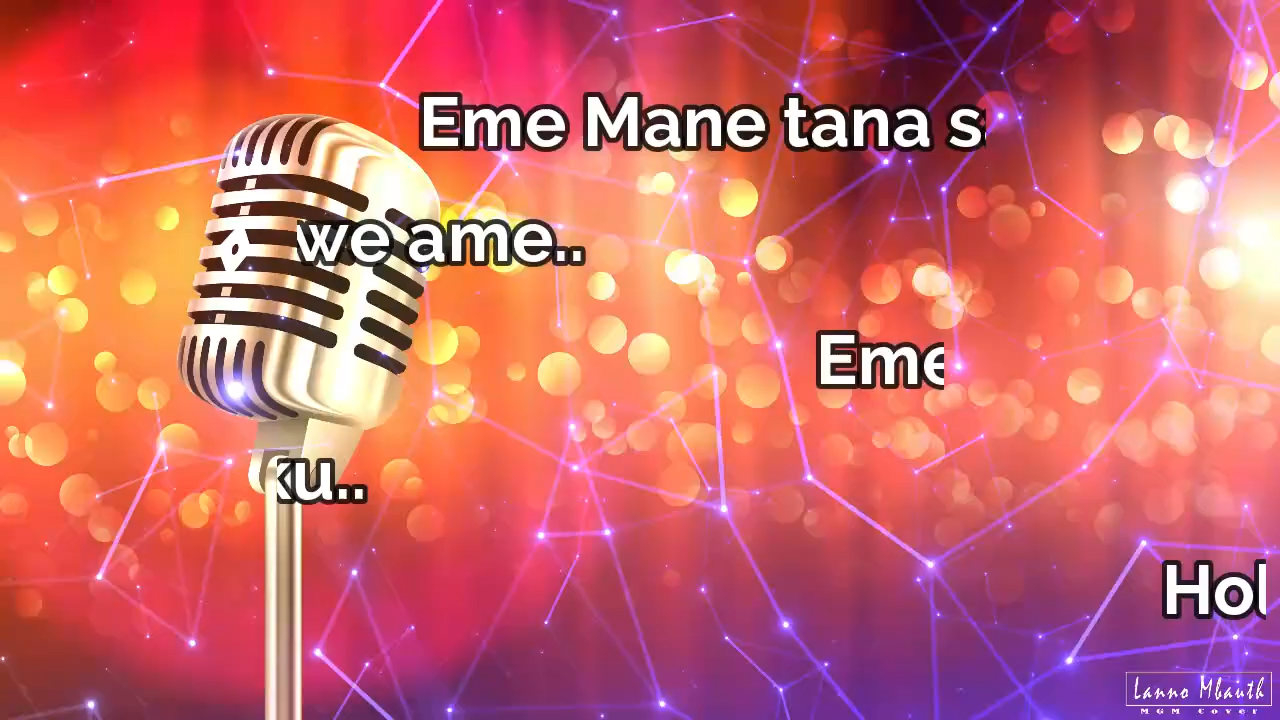 Eme Mane tana s
we ame..
Eme
ku..
Hol
Lanno Mbauth
MGM Cover